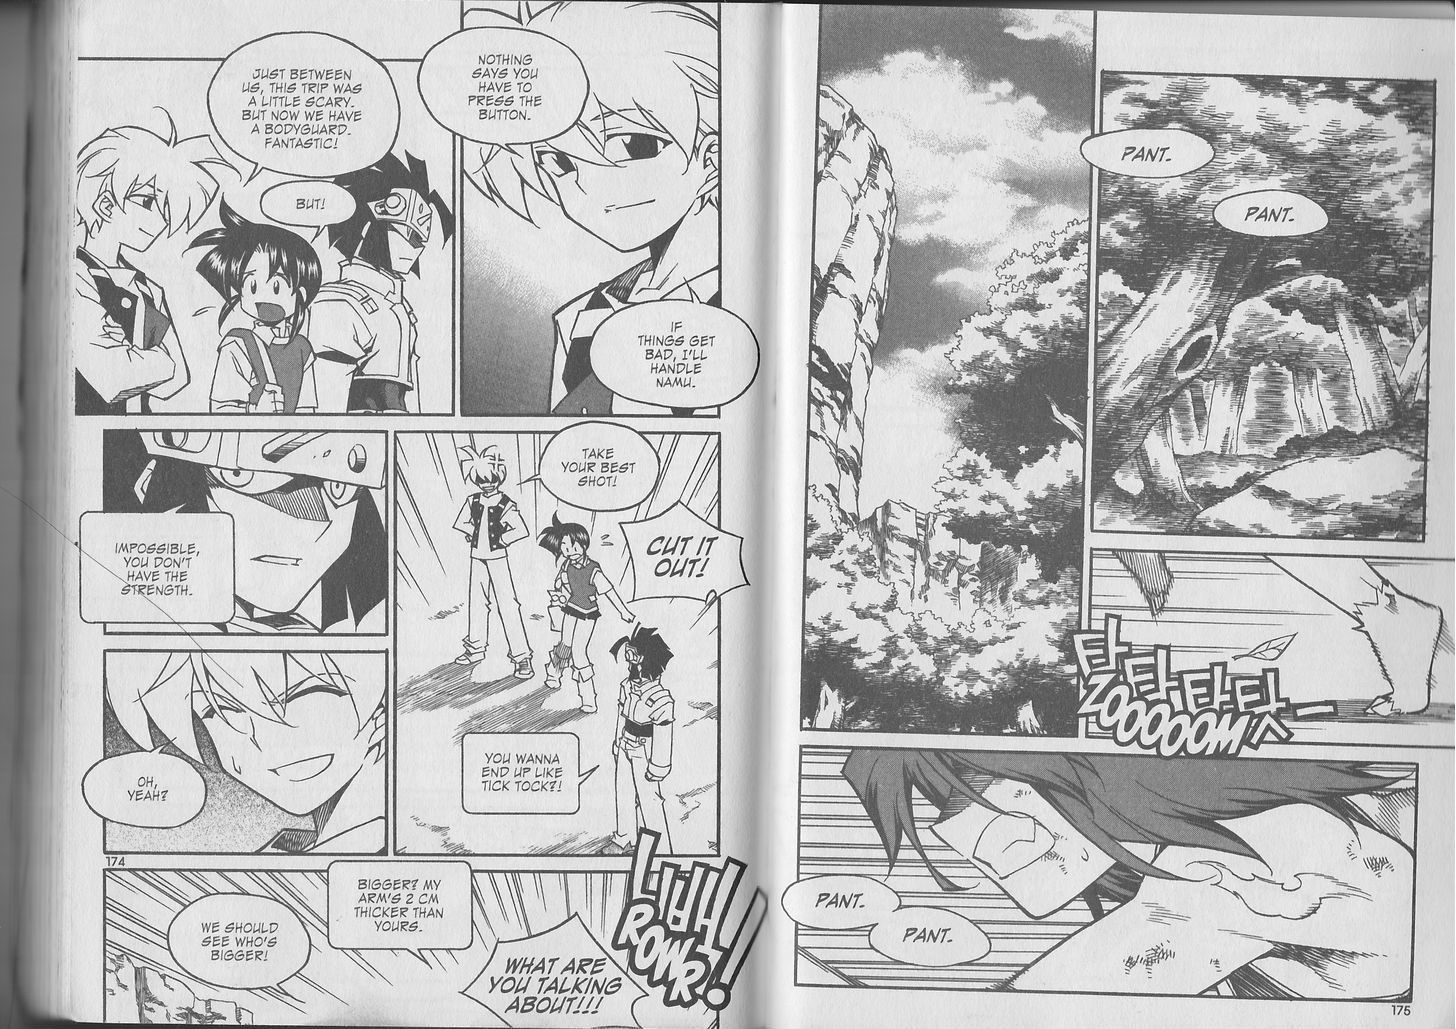 JUST BETWEEN
US, THIS TRIP WAS
A LITTLE SCARY.
BUT NOW WE HAVE
A BODYGUARD.
FANTASTIC!
BUT!
NOTHING
SAYS YOU
HAVE TO
PRESS THE
BUTTON.
IF
THINGS GET
BAD, I'LL
HANDLE
NAMU.
IMPOSSIBLE,
YOU DON'T
HAVE THE
STRENGTH.
TAKE
YOUR BEST
SHOT!
CUT IT
OUT!
YOU WANNA
END UP LIKE
TICK TOCK?!
OH,
YEAH?
174
WE SHOULD
SEE WHO'S
BIGGER!
BIGGER? MY
ARM'S 2 CM
THICKER THAN
YOURS.
WHAT ARE
YOU TALKING
ABOUT!!!
ROWR!
PANT.
PANT.
타
타타타
ZOOOOOM
PANT.
PANT.
175